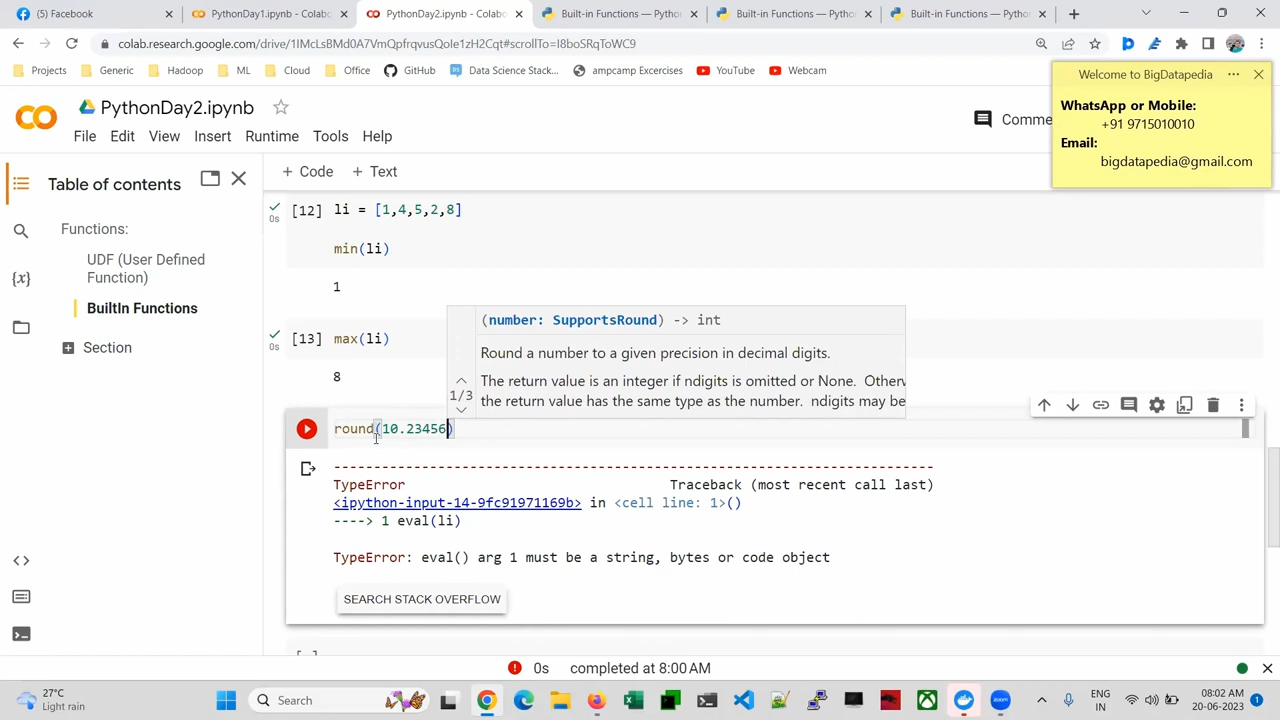 (5) Facebook
PythonDay1.ipynb - Colabo
PythonDay2.ipynb - Colabo
Built-in Functions — Python
Built-in Functions — Python
Built-in Functions — Python
colab.research.google.com/drive/1IMcLsBMd0A7VmQpfrqvusQoIu1zH2Cqt#scrollTo=I8boSRqToWC9
Projects
Generic
Hadoop
ML
Cloud
Office
GitHub
Data Science Stack...
ampcamp Excercises
YouTube
Webcam
Welcome to BigDatapedia
WhatsApp or Mobile:
+91 9715010010
Email:
bigdatapedia@gmail.com
PythonDay2.ipynb
File Edit View Insert Runtime Tools Help
Comme
Table of contents
+ Code + Text
Functions:
UDF (User Defined
Function)
BuiltIn Functions
Section
[12] li = [1,4,5,2,8]
min(li)
1
[13] max(li)
8
(number: SupportsRound) -> int
Round a number to a given precision in decimal digits.
The return value is an integer if ndigits is omitted or None. Otherw
1/3
the return value has the same type as the number. ndigits may be
round(10.23456)
---------------------------------------------------------------------------
TypeError Traceback (most recent call last)
<ipython-input-14-9fc91971169b> in <cell line: 1>()
----> 1 eval(li)
TypeError: eval() arg 1 must be a string, bytes or code object
SEARCH STACK OVERFLOW
0s completed at 8:00 AM
27°C
Light rain
Search
ENG
IN
08:02 AM
20-06-2023